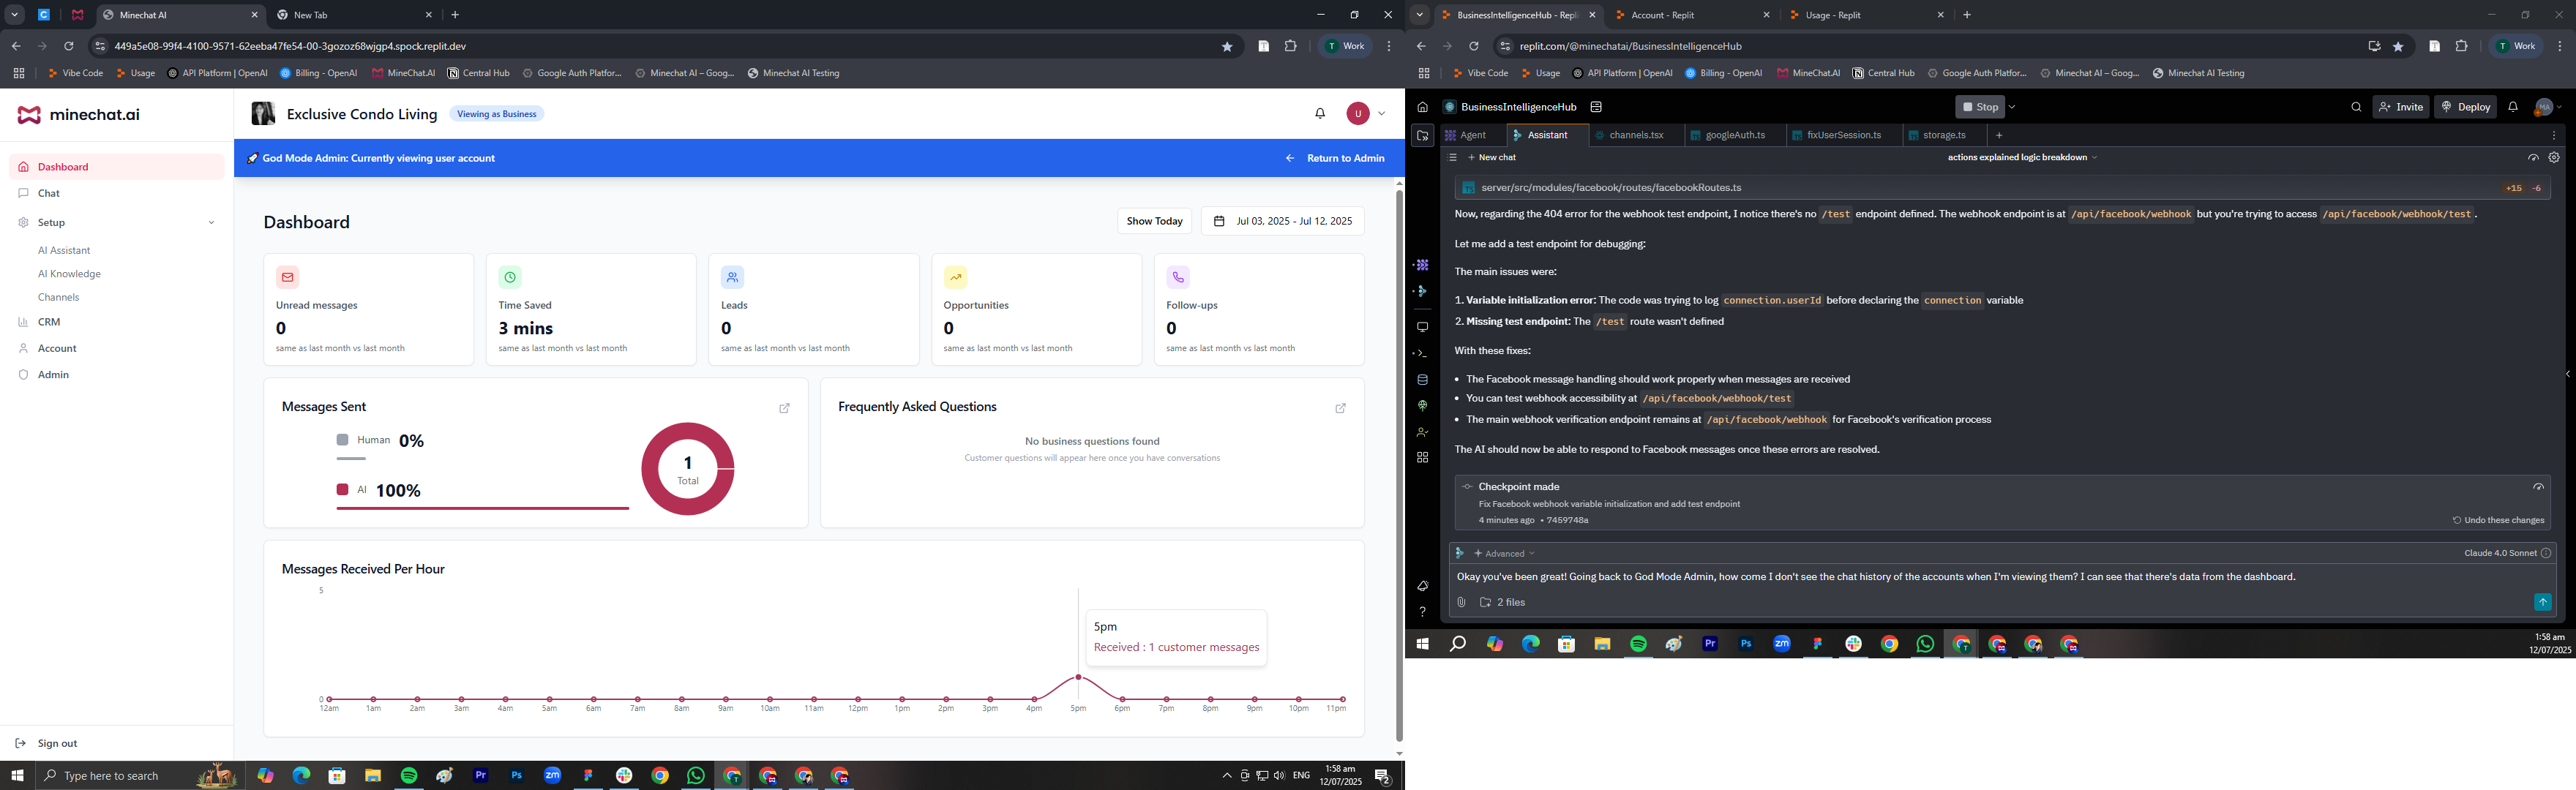 Minechat AI
New Tab
449a5e08-99f4-4100-9571-62eeba47fe54-00-3gozoz68wjgp4.spock.replit.dev
T Work
Vibe Code
Usage
API Platform | OpenAI
Billing - OpenAI
MineChat.AI
Central Hub
Google Auth Platfor...
Minechat AI – Goog...
Minechat AI Testing
minechat.ai
Exclusive Condo Living
Viewing as Business
U
God Mode Admin: Currently viewing user account
Return to Admin
Dashboard
Chat
Setup
AI Assistant
AI Knowledge
Channels
CRM
Account
Admin
Sign out
Dashboard
Show Today
Jul 03, 2025 - Jul 12, 2025
Unread messages
0
same as last month vs last month
Time Saved
3 mins
same as last month vs last month
Leads
0
same as last month vs last month
Opportunities
0
same as last month vs last month
Follow-ups
0
same as last month vs last month
Messages Sent
Human 0%
AI 100%
1
Total
Frequently Asked Questions
No business questions found
Customer questions will appear here once you have conversations
Messages Received Per Hour
5
0
5pm
Received : 1 customer messages
12am 1am 2am 3am 4am 5am 6am 7am 8am 9am 10am 11am 12pm 1pm 2pm 3pm 4pm 5pm 6pm 7pm 8pm 9pm 10pm 11pm
Type here to search
Pr
Ps
zm
ENG
1:58 am
12/07/2025
2
BusinessIntelligenceHub - Repli
Account - Replit
Usage - Replit
replit.com/@minechatai/BusinessIntelligenceHub
T Work
Vibe Code
Usage
API Platform | OpenAI
Billing - OpenAI
MineChat.AI
Central Hub
Google Auth Platfor...
Minechat AI – Goog...
Minechat AI Testing
BusinessIntelligenceHub
Stop
Invite
Deploy
MA
Agent
Assistant
channels.tsx
googleAuth.ts
fixUserSession.ts
storage.ts
New chat
actions explained logic breakdown
server/src/modules/facebook/routes/facebookRoutes.ts
+15 -6
Now, regarding the 404 error for the webhook test endpoint, I notice there's no /test endpoint defined. The webhook endpoint is at /api/facebook/webhook but you're trying to access /api/facebook/webhook/test .
Let me add a test endpoint for debugging:
The main issues were:
1. Variable initialization error: The code was trying to log connection.userId before declaring the connection variable
2. Missing test endpoint: The /test route wasn't defined
With these fixes:
• The Facebook message handling should work properly when messages are received
• You can test webhook accessibility at /api/facebook/webhook/test
• The main webhook verification endpoint remains at /api/facebook/webhook for Facebook's verification process
The AI should now be able to respond to Facebook messages once these errors are resolved.
Checkpoint made
Fix Facebook webhook variable initialization and add test endpoint
4 minutes ago • 7459748a
Undo these changes
Advanced
Claude 4.0 Sonnet
Okay you've been great! Going back to God Mode Admin, how come I don't see the chat history of the accounts when I'm viewing them? I can see that there's data from the dashboard.
2 files
Pr
Ps
zm
1:58 am
12/07/2025